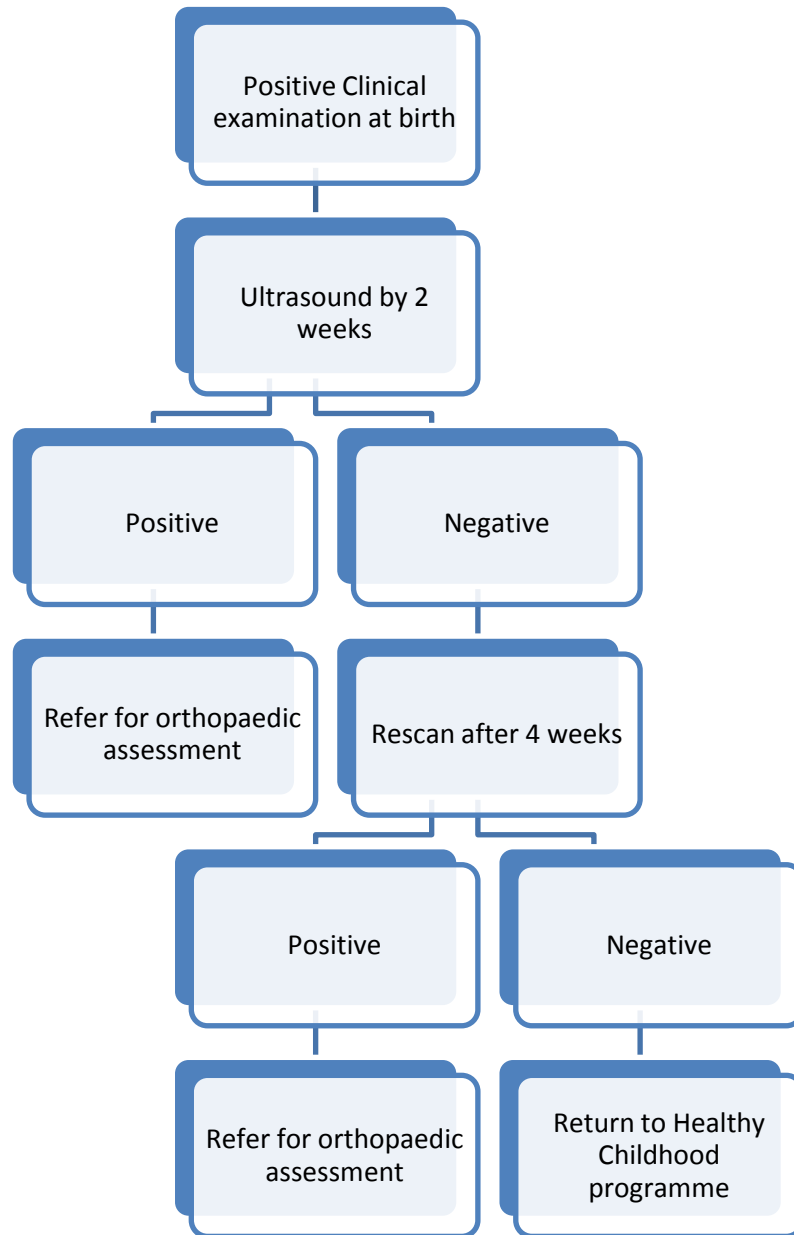 Positive Clinical
examination at birth
Ultrasound by 2
weeks
Positive
Negative
Refer for orthopaedic
assessment
Rescan after 4 weeks
Positive
Negative
Refer for orthopaedic
assessment
Return to Healthy
Childhood
programme